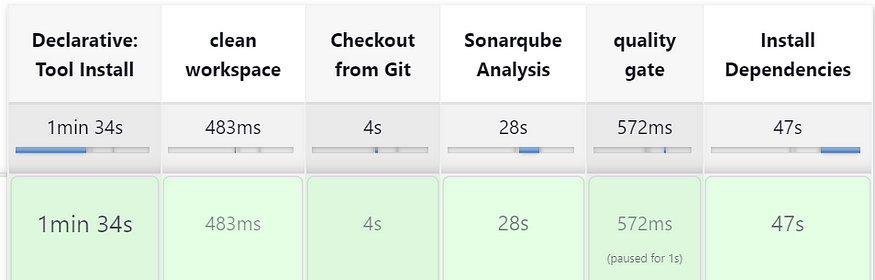 Declarative: Tool Install
clean workspace
Checkout from Git
Sonarqube Analysis
quality gate
Install Dependencies
1min 34s
483ms
4s
28s
572ms
47s
1min 34s
483ms
4s
28s
572ms
(paused for 1s)
47s